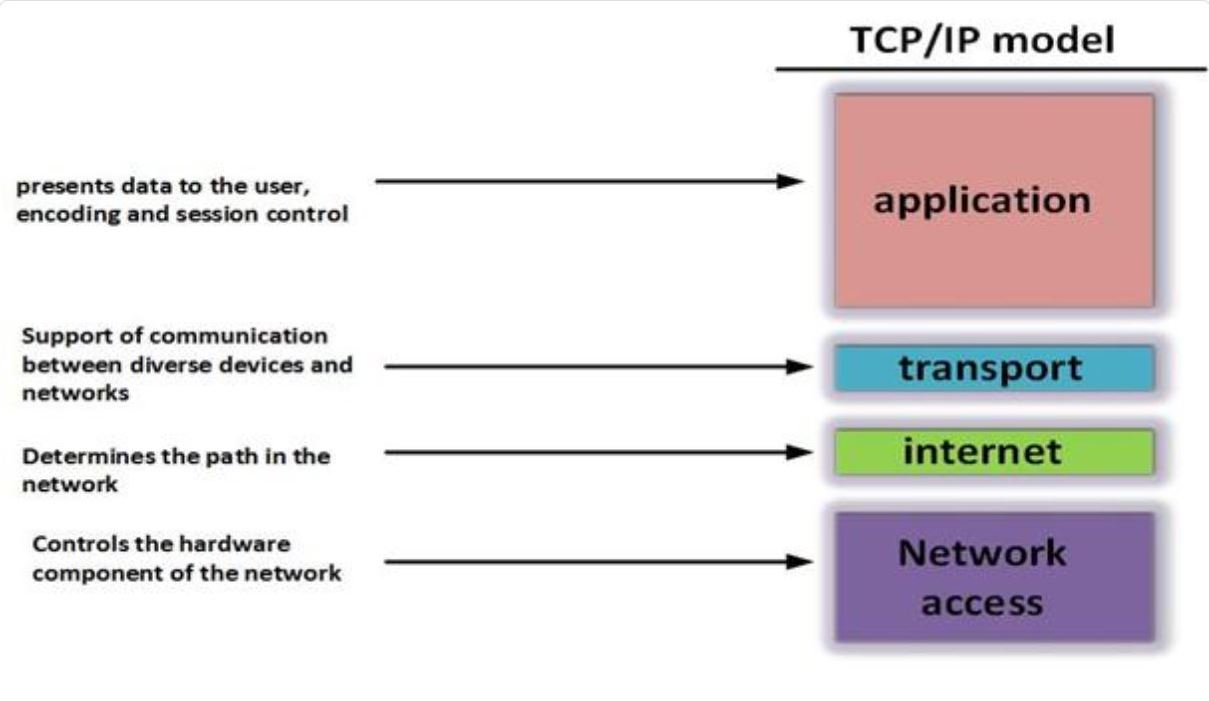 TCP/IP model
presents data to the user,
encoding and session control
application
Support of communication
between diverse devices and
networks
transport
Determines the path in the
network
internet
Controls the hardware
component of the network
Network
access